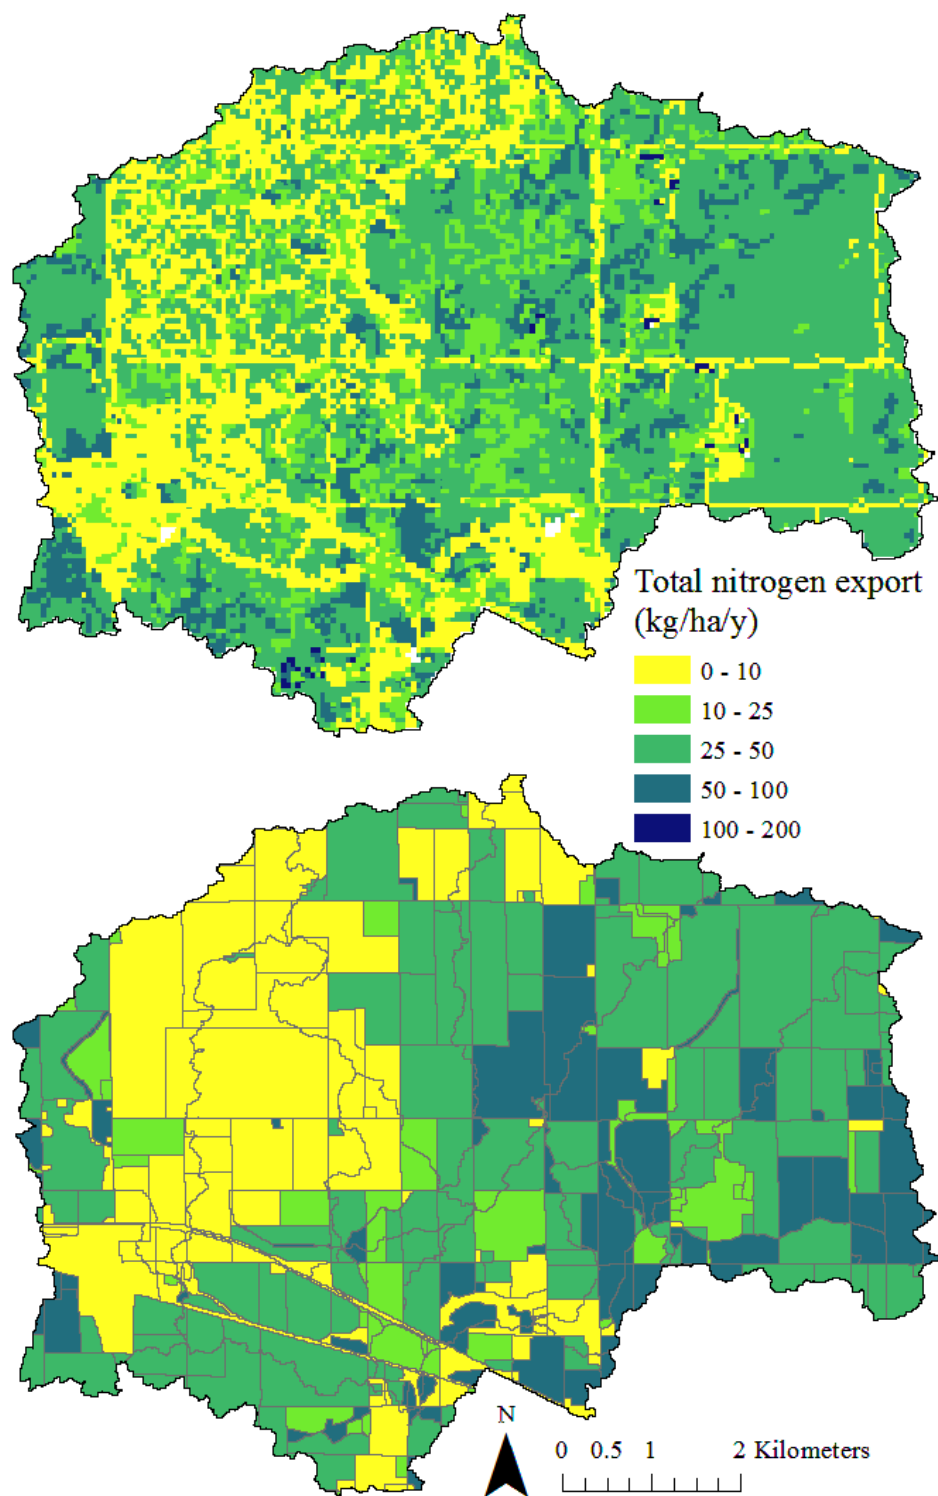 Total nitrogen export
(kg/ha/y)
0 - 10
10 - 25
25 - 50
50 - 100
100 - 200
N
0 0.5 1 2 Kilometers